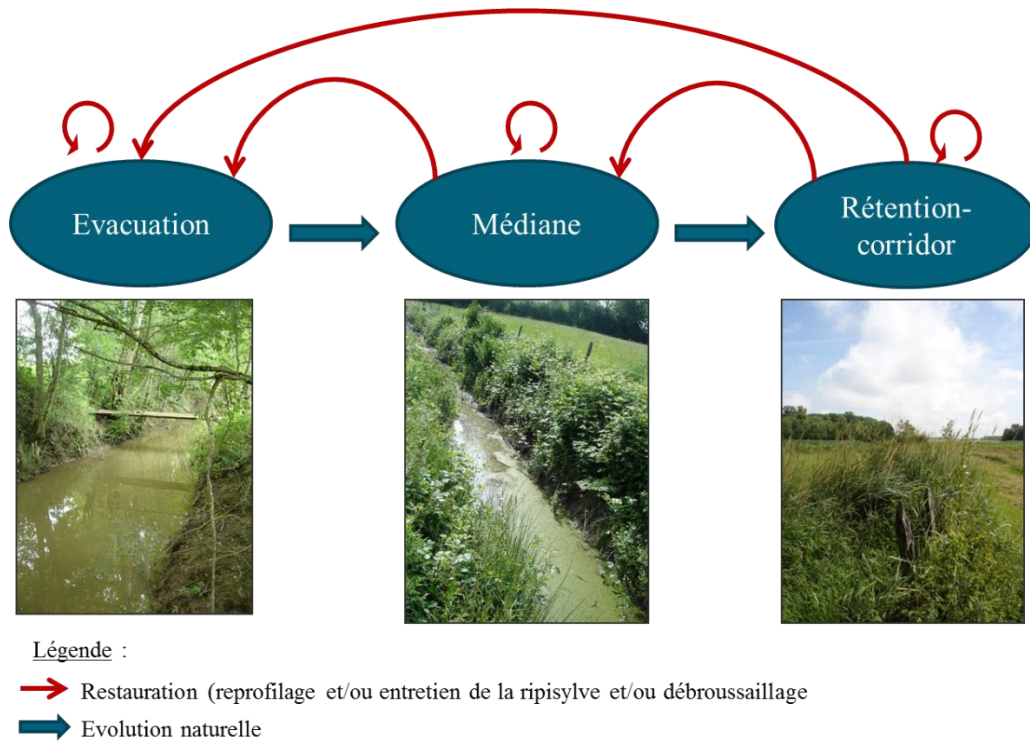 Evacuation
Médiane
Rétention-
corridor
Légende :
Restauration (reprofilage et/ou entretien de la ripisylve et/ou débroussaillage
Evolution naturelle